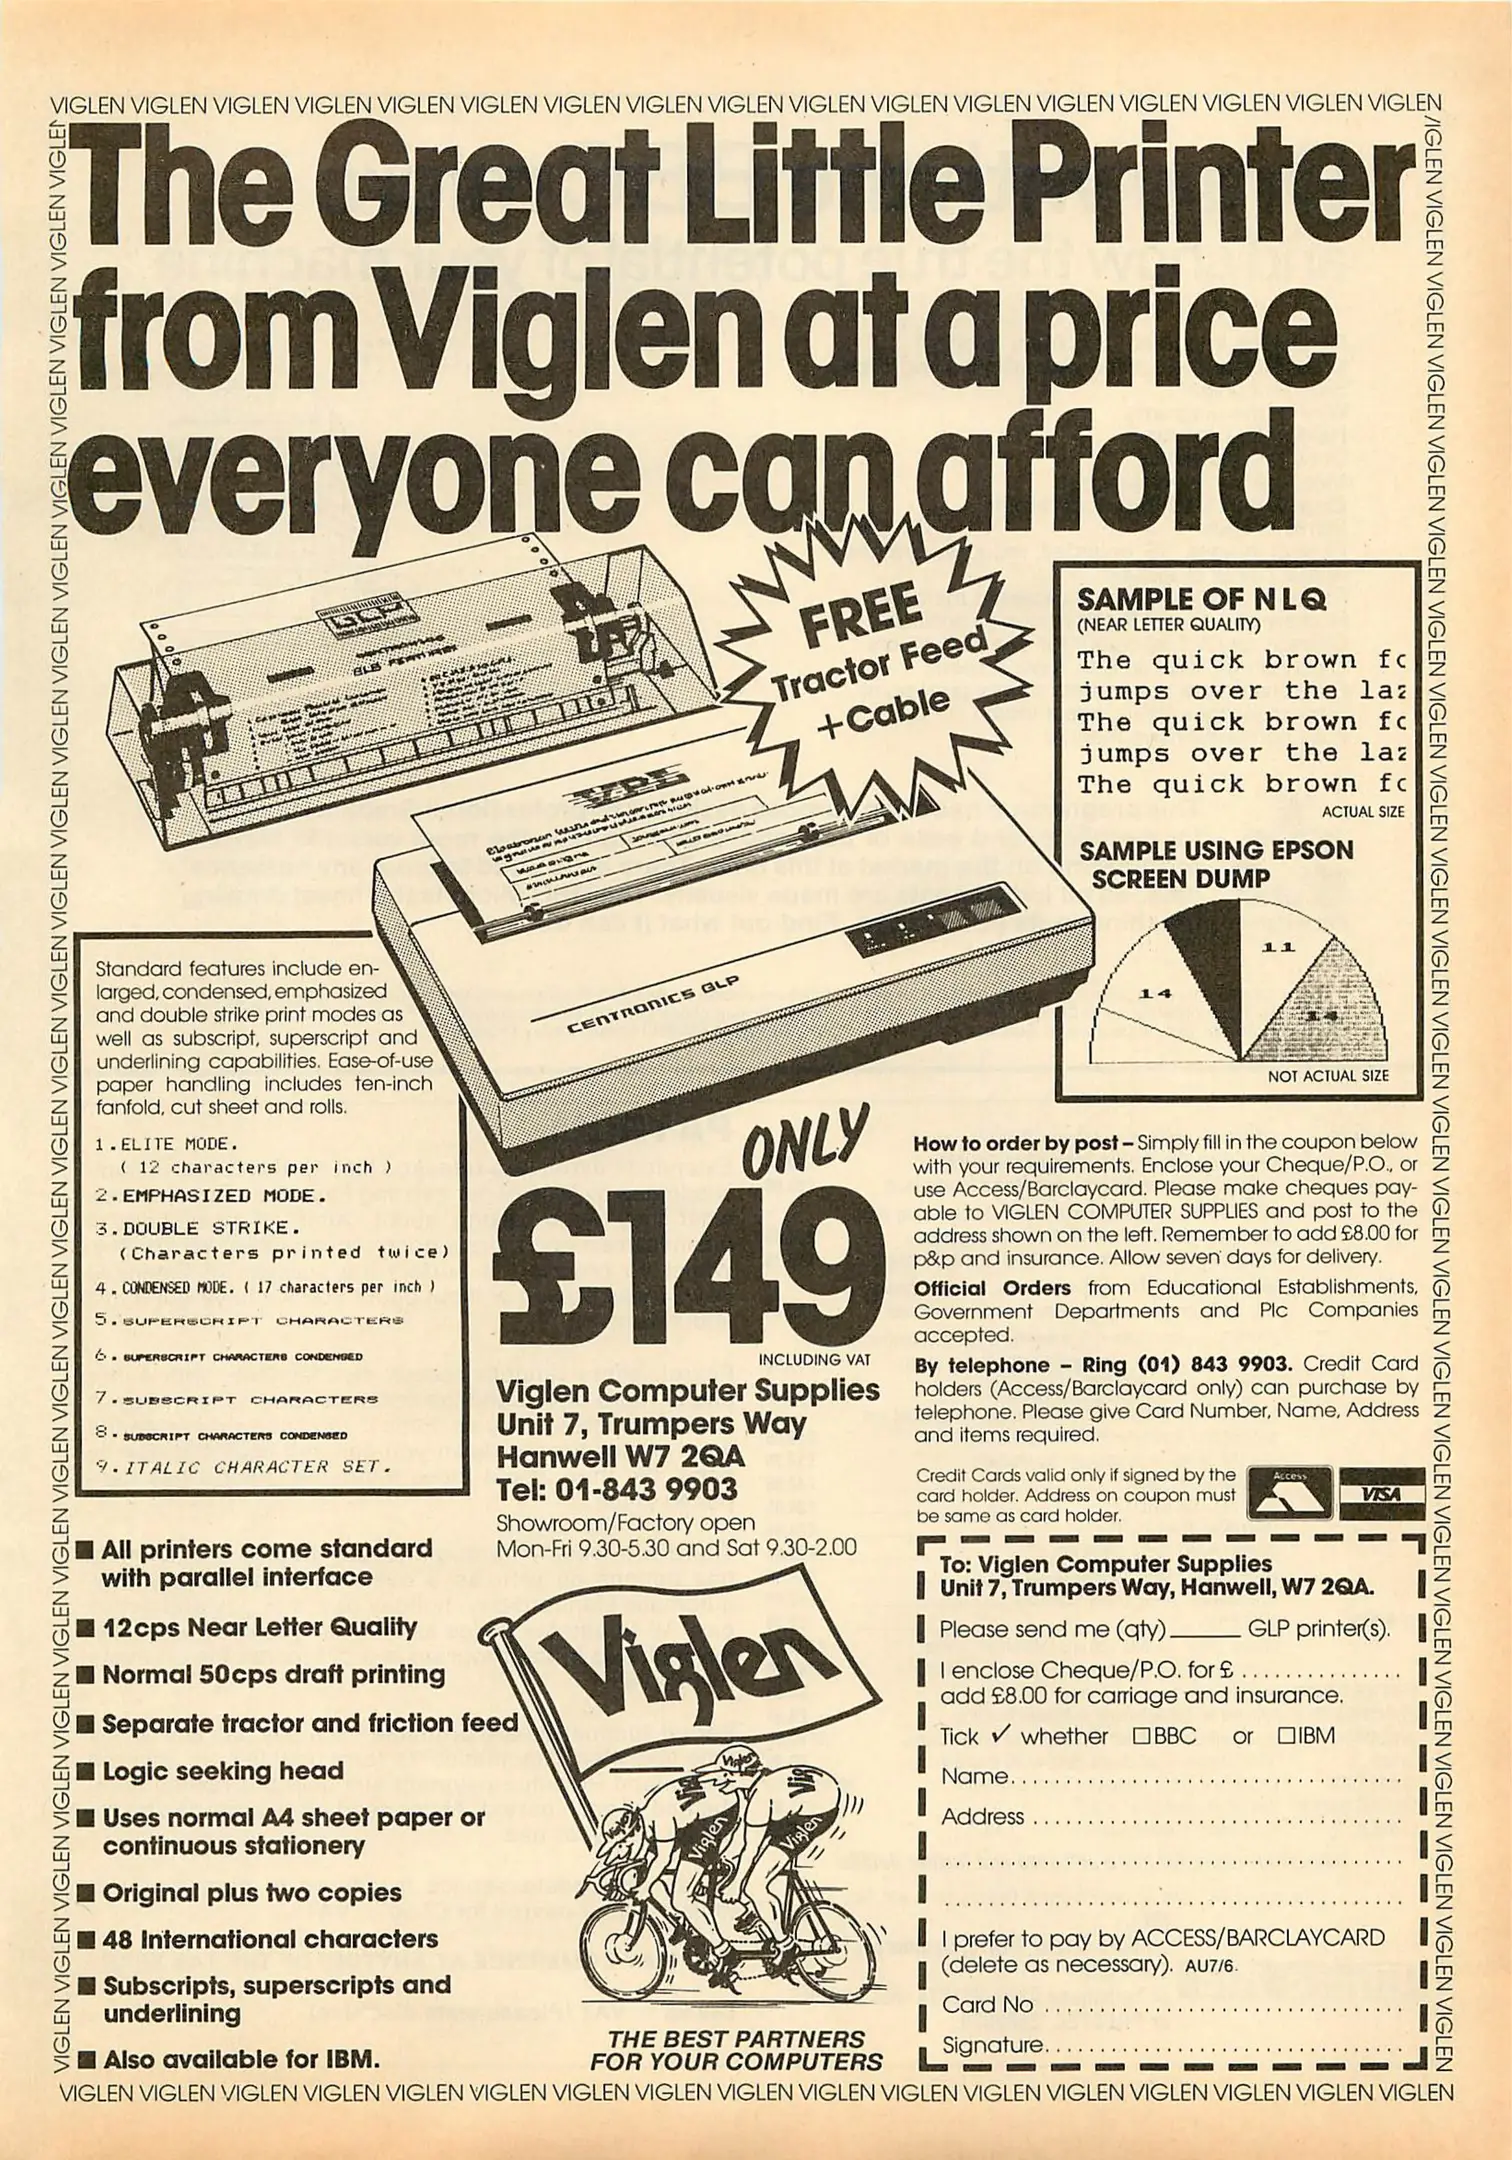 VIGLEN VIGLEN VIGLEN VIGLEN VIGLEN VIGLEN VIGLEN VIGLEN VIGLEN VIGLEN VIGLEN VIGLEN VIGLEN VIGLEN VIGLEN VIGLEN VIGLEN
The Great Little Printer
from Viglen at a price
everyone can afford
FREE
Tractor Feed
+Cable
CENTRONICS GLP
SAMPLE OF NLQ
(NEAR LETTER QUALITY)
The quick brown fo
jumps over the laz
The quick brown fo
jumps over the laz
The quick brown fo
ACTUAL SIZE
SAMPLE USING EPSON
SCREEN DUMP
11
14
14
NOT ACTUAL SIZE
Standard features include en-
larged, condensed, emphasized
and double strike print modes as
well as subscript, superscript and
underlining capabilities. Ease-of-use
paper handling includes ten-inch
fanfold, cut sheet and rolls.
1. ELITE MODE.
( 12 characters per inch )
2. EMPHASIZED MODE.
3. DOUBLE STRIKE.
(Characters printed twice)
4. CONDENSED MODE. ( 17 characters per inch )
5. SUPERSCRIPT CHARACTERS
6. SUPERSCRIPT CHARACTERS CONDENSED
7. SUBSCRIPT CHARACTERS
8. SUBSCRIPT CHARACTERS CONDENSED
9. ITALIC CHARACTER SET.
ONLY
£149
INCLUDING VAT
Viglen Computer Supplies
Unit 7, Trumpers Way
Hanwell W7 2QA
Tel: 01-843 9903
Showroom/Factory open
Mon-Fri 9.30-5.30 and Sat 9.30-2.00
How to order by post – Simply fill in the coupon below
with your requirements. Enclose your Cheque/P.O., or
use Access/Barclaycard. Please make cheques pay-
able to VIGLEN COMPUTER SUPPLIES and post to the
address shown on the left. Remember to add £8.00 for
p&p and insurance. Allow seven days for delivery.
Official Orders from Educational Establishments,
Government Departments and Plc Companies
accepted.
By telephone – Ring (01) 843 9903. Credit Card
holders (Access/Barclaycard only) can purchase by
telephone. Please give Card Number, Name, Address
and items required.
Credit Cards valid only if signed by the
card holder. Address on coupon must
be same as card holder.
Access
VISA
■ All printers come standard
with parallel interface
■ 12cps Near Letter Quality
■ Normal 50cps draft printing
■ Separate tractor and friction feed
■ Logic seeking head
■ Uses normal A4 sheet paper or
continuous stationery
■ Original plus two copies
■ 48 International characters
■ Subscripts, superscripts and
underlining
■ Also available for IBM.
Viglen
Viglen
Viglen
Viglen
Viglen
THE BEST PARTNERS
FOR YOUR COMPUTERS
To: Viglen Computer Supplies
Unit 7, Trumpers Way, Hanwell, W7 2QA.
Please send me (qty)______ GLP printer(s).
I enclose Cheque/P.O. for £ ...............
add £8.00 for carriage and insurance.
Tick ✓ whether □BBC or □IBM
Name....................................
Address ..................................
I prefer to pay by ACCESS/BARCLAYCARD
(delete as necessary). AU7/6.
Card No .................................
Signature.................................
VIGLEN VIGLEN VIGLEN VIGLEN VIGLEN VIGLEN VIGLEN VIGLEN VIGLEN VIGLEN VIGLEN VIGLEN VIGLEN VIGLEN VIGLEN VIGLEN VIGLEN